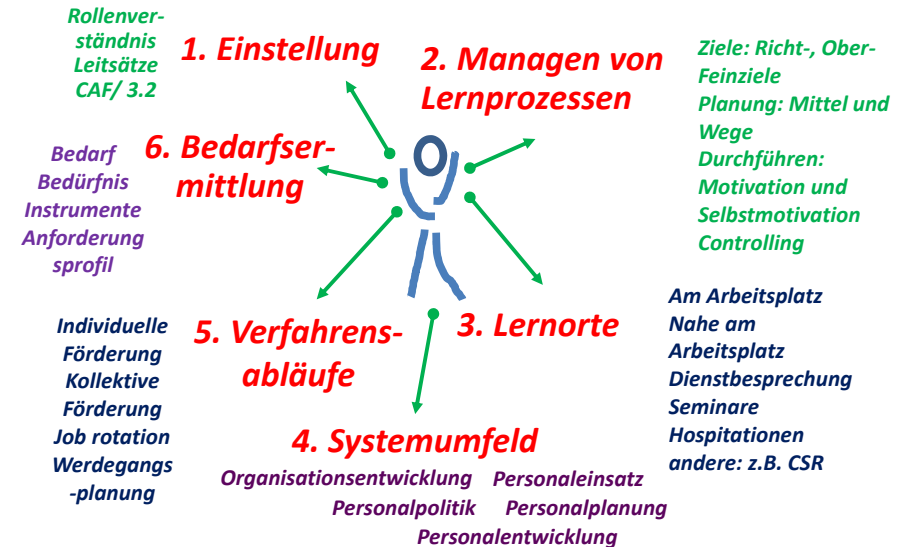 Rollenver-
ständnis
Leitsätze
CAF/ 3.2
1. Einstellung
2. Managen von
Lernprozessen
Ziele: Richt-, Ober-
Feinziele
Planung: Mittel und
Wege
Durchführen:
Motivation und
Selbstmotivation
Controlling
6. Bedarfser-
mittlung
Bedarf
Bedürfnis
Instrumente
Anforderung
sprofil
Am Arbeitsplatz
Nahe am
Arbeitsplatz
Dienstbesprechung
Seminare
Hospitationen
andere: z.B. CSR
3. Lernorte
5. Verfahrens-
abläufe
Individuelle
Förderung
Kollektive
Förderung
Job rotation
Werdegangs
-planung
4. Systemumfeld
Organisationsentwicklung Personaleinsatz
Personalpolitik Personalplanung
Personalentwicklung